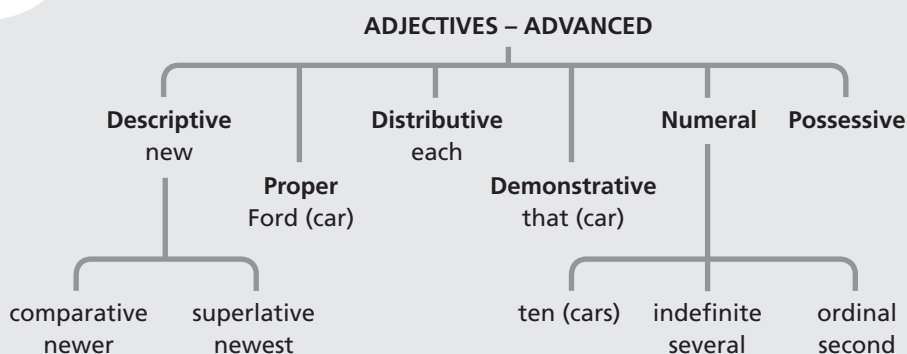 ADJECTIVES – ADVANCED
Descriptive
new
Proper
Ford (car)
Distributive
each
Demonstrative
that (car)
Numeral
Possessive
comparative
newer
superlative
newest
ten (cars)
indefinite
several
ordinal
second